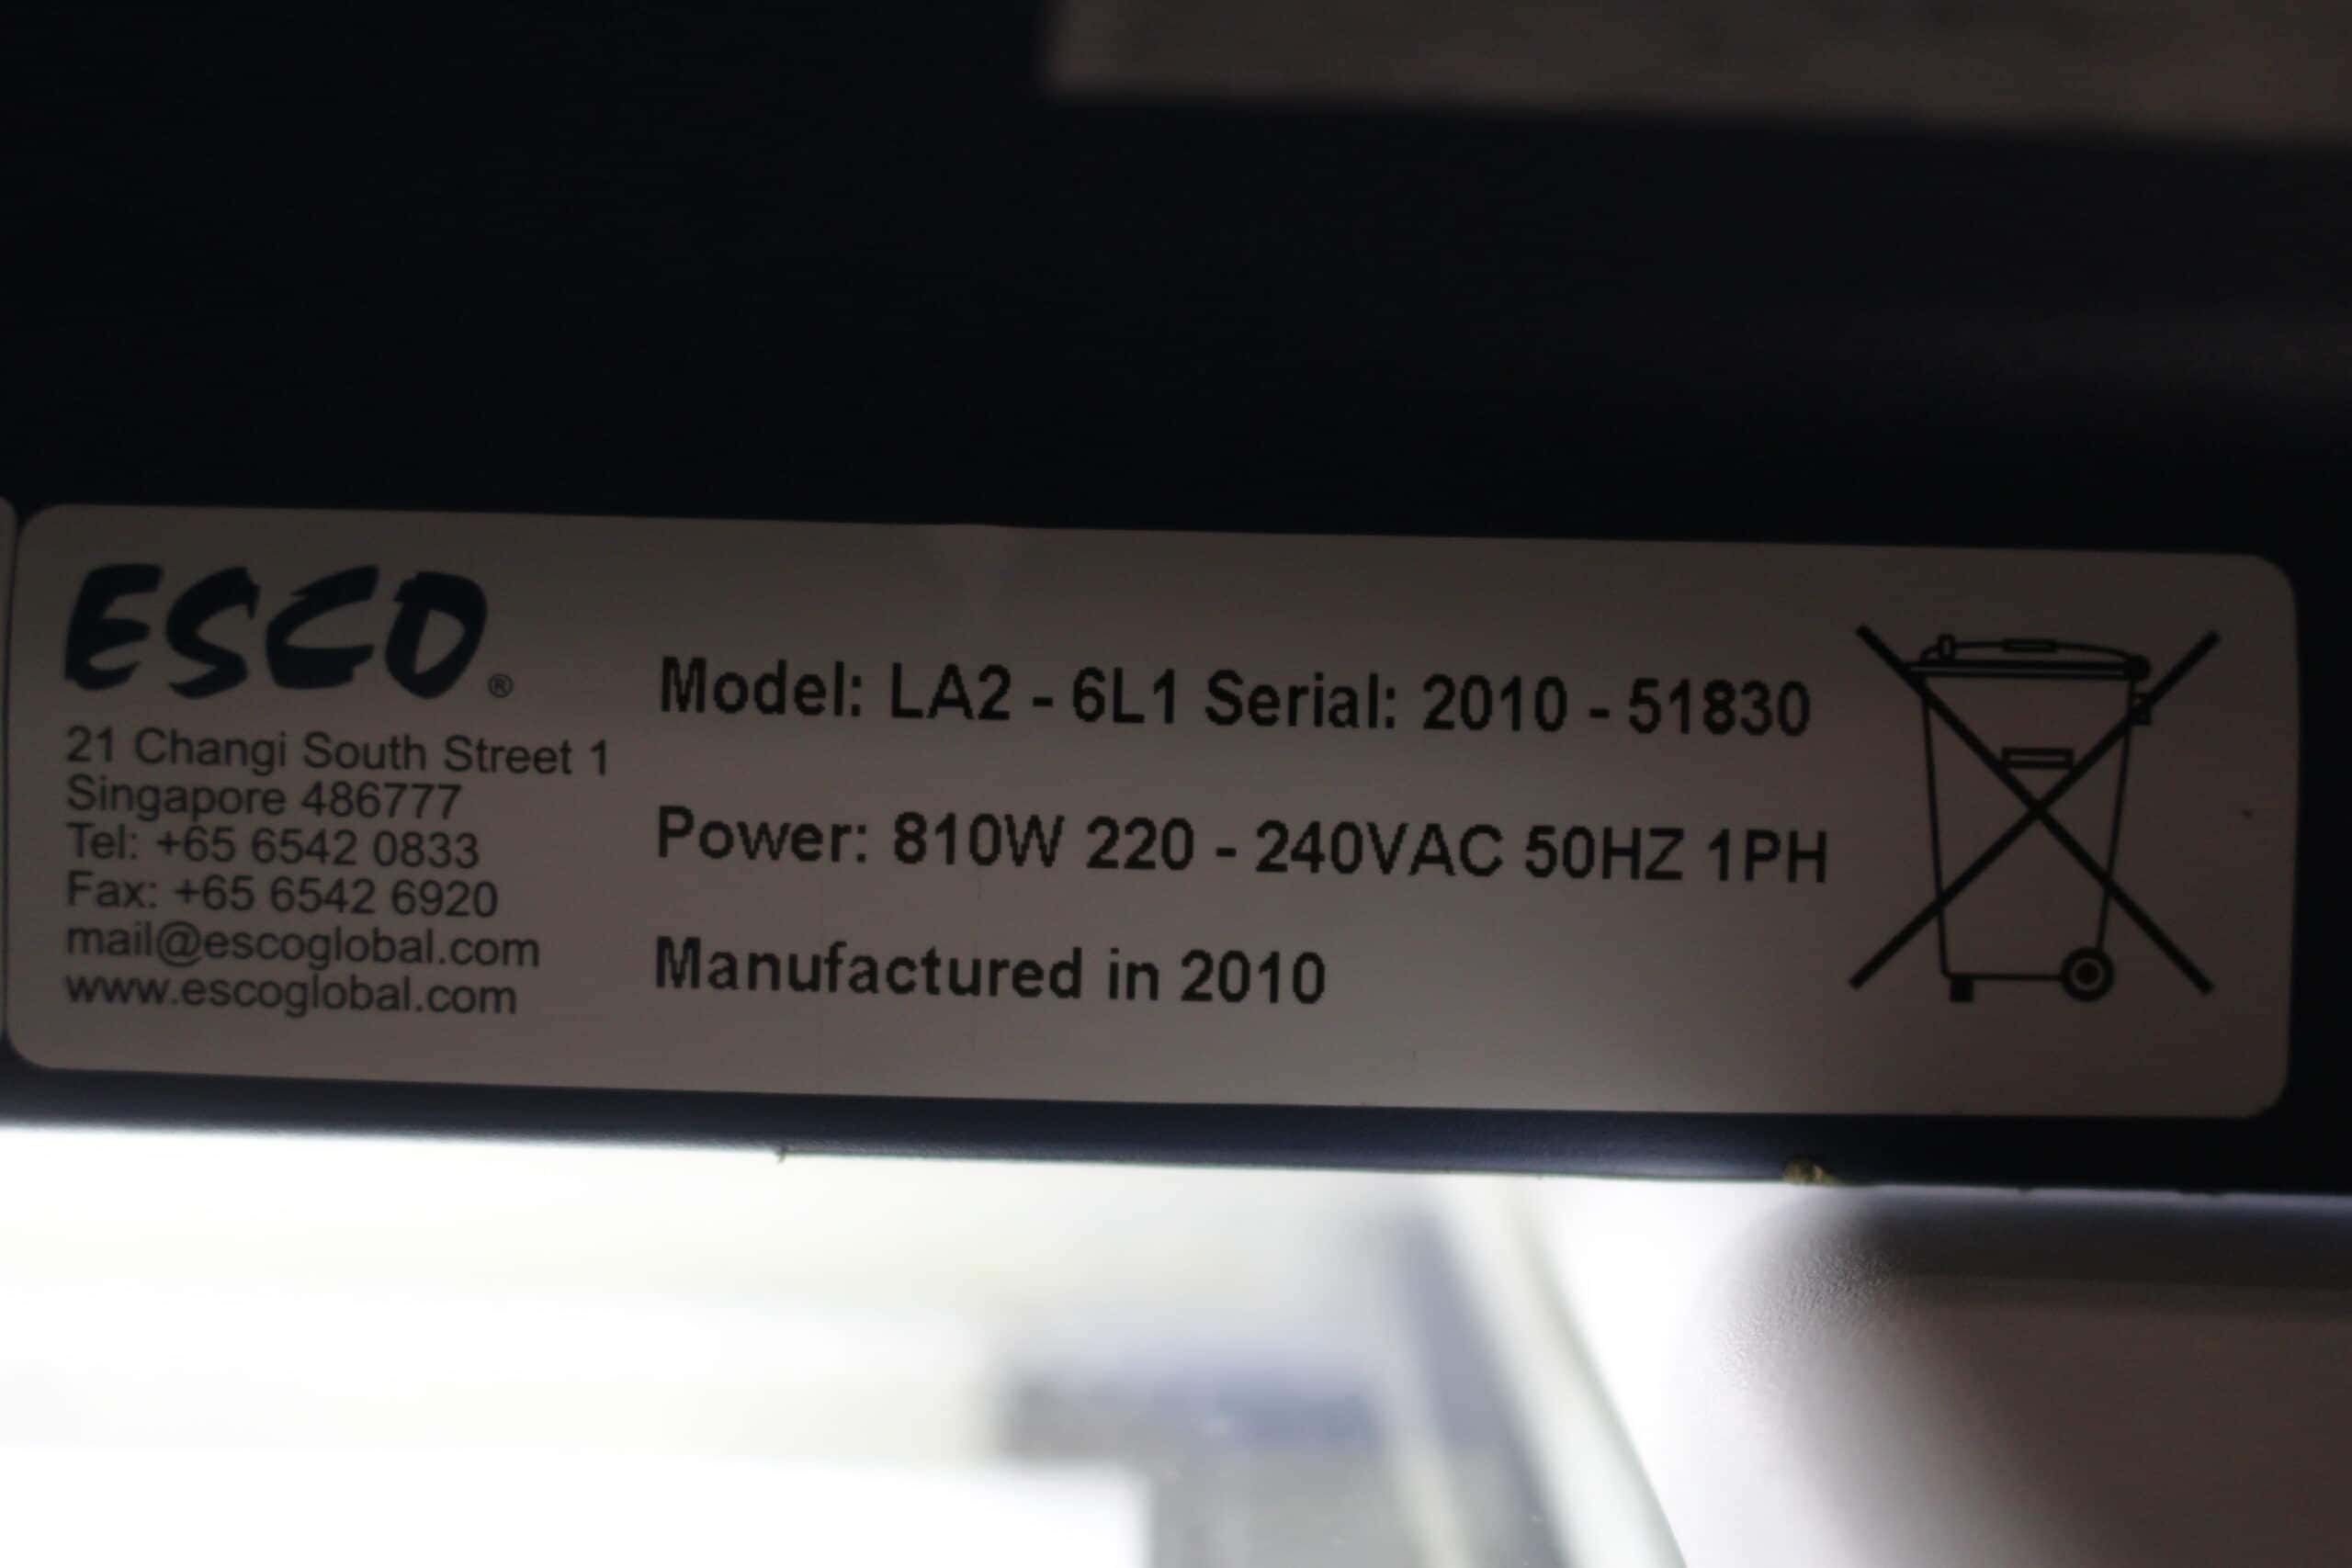 ESCO®
21 Changi South Street 1
Singapore 486777
Tel: +65 6542 0833
Fax: +65 6542 6920
mail@escoglobal.com
www.escoglobal.com
Model: LA2 - 6L1 Serial: 2010 - 51830
Power: 810W 220 - 240VAC 50HZ 1PH
Manufactured in 2010